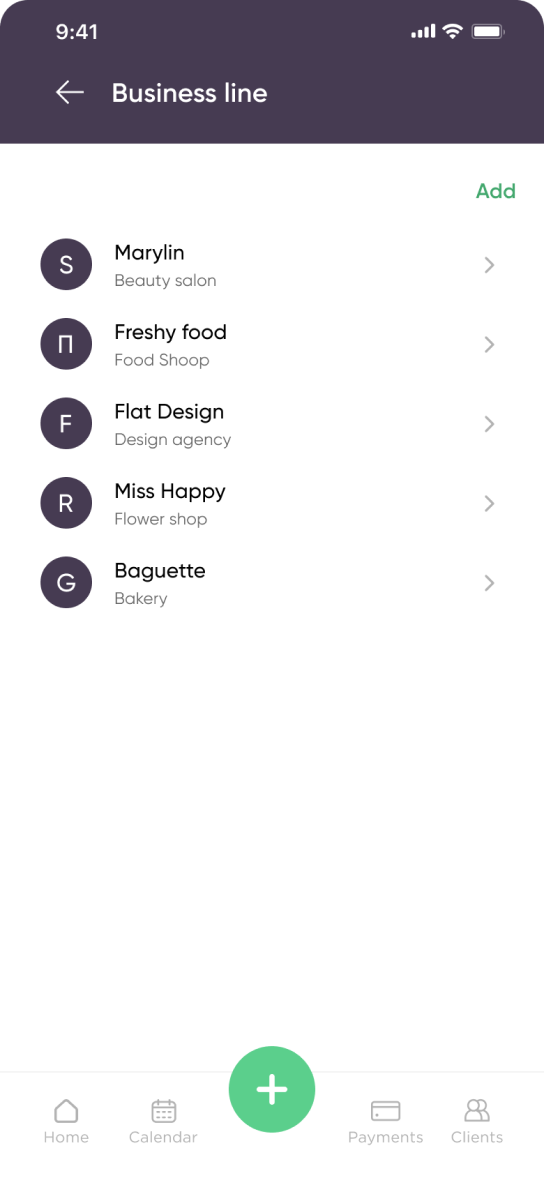 9:41
Business line
Add
S
Marylin
Beauty salon
П
Freshy food
Food Shoop
F
Flat Design
Design agency
R
Miss Happy
Flower shop
G
Baguette
Bakery
Home
Calendar
Payments
Clients